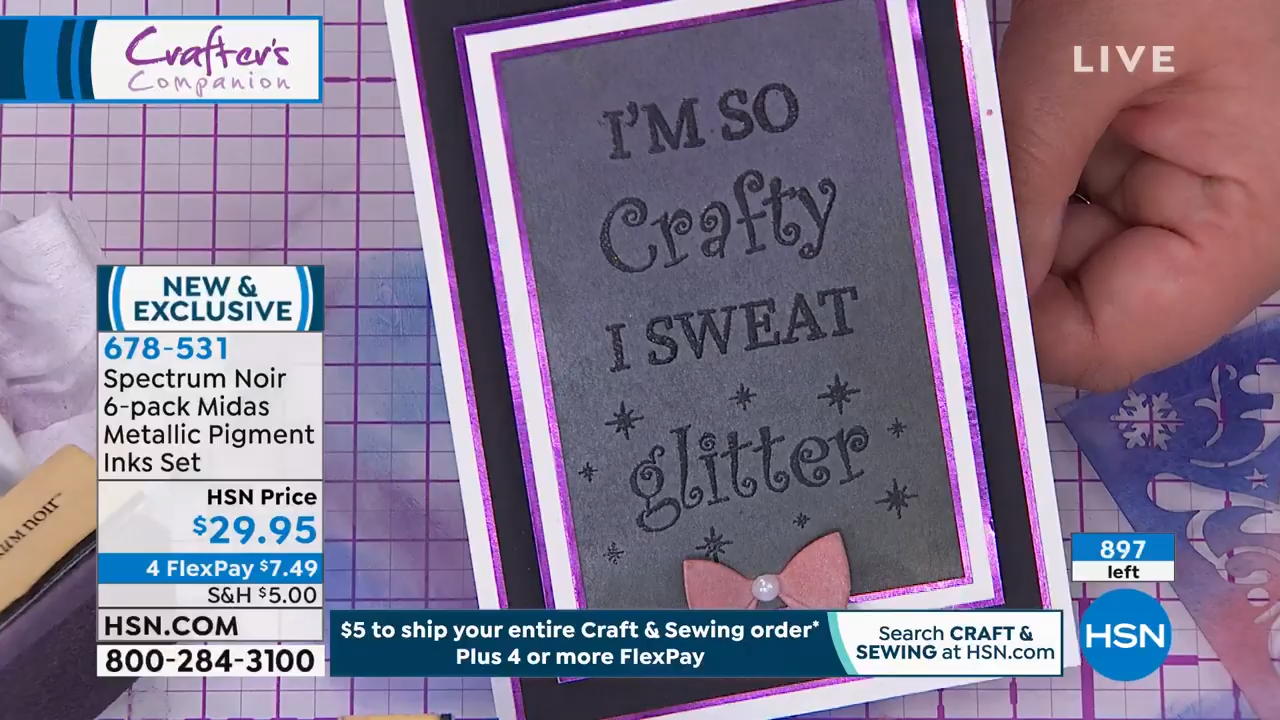 Crafter's
Companion
LIVE
I'M SO
Crafty
I SWEAT
glitter
NEW &
EXCLUSIVE
678-531
Spectrum Noir
6-pack Midas
Metallic Pigment
Inks Set
HSN Price
$29.95
4 FlexPay $7.49
S&H $5.00
HSN.COM
800-284-3100
noir
$5 to ship your entire Craft & Sewing order*
Plus 4 or more FlexPay
Search CRAFT &
SEWING at HSN.com
897
left
HSN